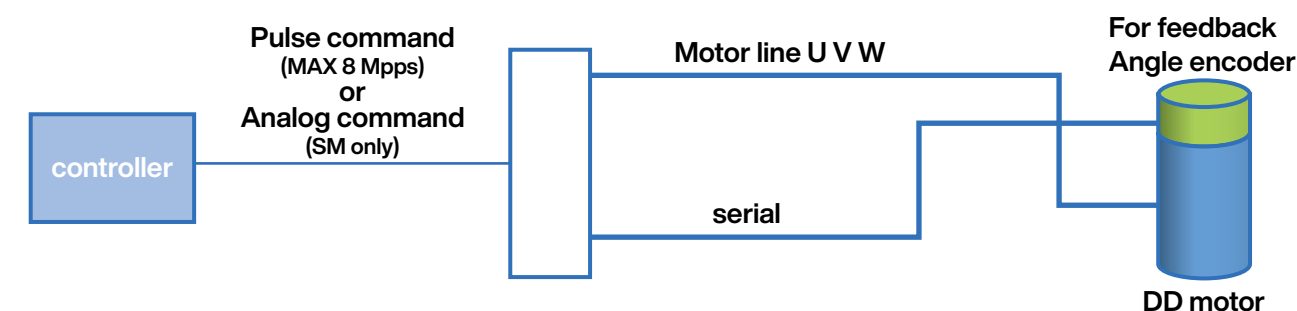 Pulse command
(MAX 8 Mpps)
or
Analog command
(SM only)
controller
Motor line U V W
serial
For feedback
Angle encoder
DD motor